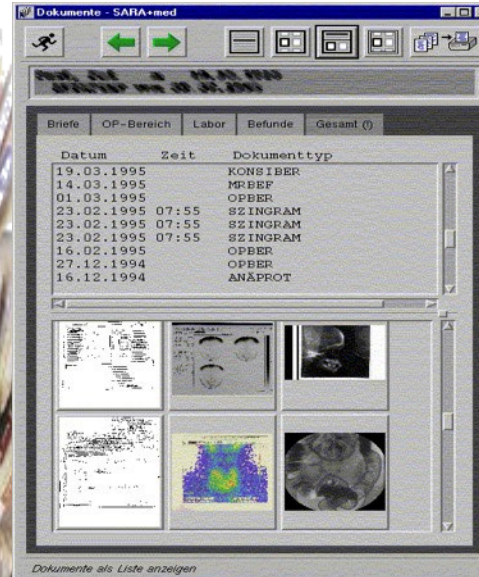 Dokumente - SARA+med
Briefe OP-Bereich Labor Befunde Gesamt (!)
Datum Zeit Dokumenttyp
19.03.1995 KONSIBER
14.03.1995 MRBEF
01.03.1995 OPBER
23.02.1995 07:55 SZINGRAM
23.02.1995 07:55 SZINGRAM
23.02.1995 07:55 SZINGRAM
16.02.1995 OPBER
27.12.1994 OPBER
16.12.1994 ANÄPROT
Dokumente als Liste anzeigen